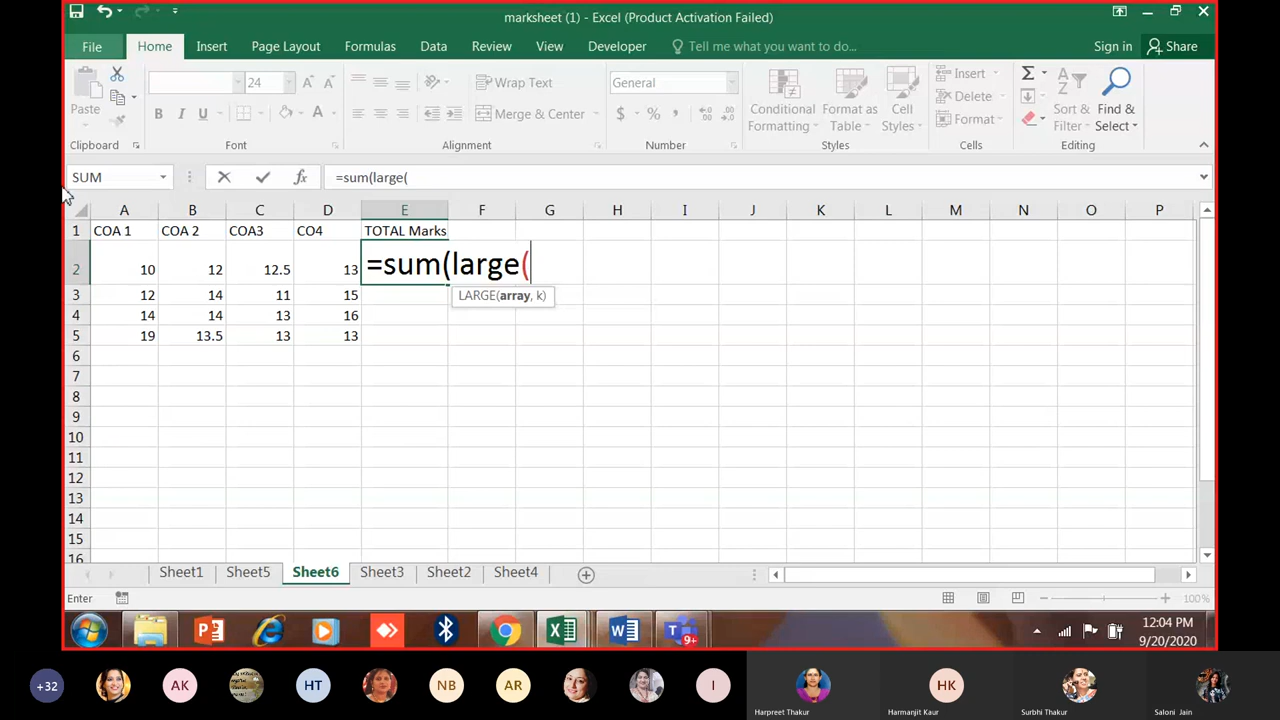 marksheet (1) - Excel (Product Activation Failed)
File Home Insert Page Layout Formulas Data Review View Developer Tell me what you want to do... Sign in Share
Paste
24
Wrap Text
General
Insert
B I U
Merge & Center
$ %
Conditional Formatting
Format as Table
Cell Styles
Delete
Format
Sort & Filter
Find & Select
Clipboard Font Alignment Number Styles Cells Editing
SUM fx =sum(large(
A B C D E F G H I J K L M N O P
1 COA 1 COA 2 COA3 CO4 TOTAL Marks
2 10 12 12.5 13 =sum(large(
LARGE(array, k)
3 12 14 11 15
4 14 14 13 16
5 19 13.5 13 13
6
7
8
9
10
11
12
13
14
15
16
Sheet1 Sheet5 Sheet6 Sheet3 Sheet2 Sheet4
Enter 100%
9+
12:04 PM
9/20/2020
+32 AK HT NB AR I HK
Harpreet Thakur Harmanjit Kaur Surbhi Thakur Saloni Jain